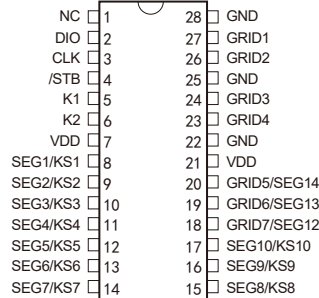 NC 1 28 GND
DIO 2 27 GRID1
CLK 3 26 GRID2
/STB 4 25 GND
K1 5 24 GRID3
K2 6 23 GRID4
VDD 7 22 GND
SEG1/KS1 8 21 VDD
SEG2/KS2 9 20 GRID5/SEG14
SEG3/KS3 10 19 GRID6/SEG13
SEG4/KS4 11 18 GRID7/SEG12
SEG5/KS5 12 17 SEG10/KS10
SEG6/KS6 13 16 SEG9/KS9
SEG7/KS7 14 15 SEG8/KS8